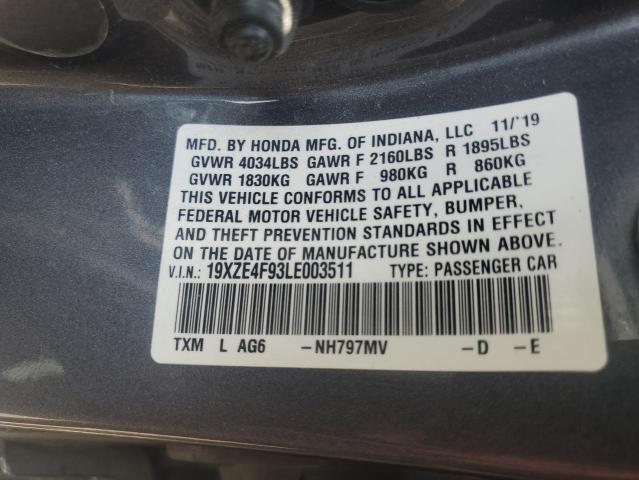 MFD. BY HONDA MFG. OF INDIANA, LLC 11/'19
GVWR 4034LBS GAWR F 2160LBS R 1895LBS
GVWR 1830KG GAWR F 980KG R 860KG
THIS VEHICLE CONFORMS TO ALL APPLICABLE
FEDERAL MOTOR VEHICLE SAFETY, BUMPER,
AND THEFT PREVENTION STANDARDS IN EFFECT
ON THE DATE OF MANUFACTURE SHOWN ABOVE.
V.I.N.: 19XZE4F93LE003511 TYPE: PASSENGER CAR
TXM L AG6 -NH797MV -D -E